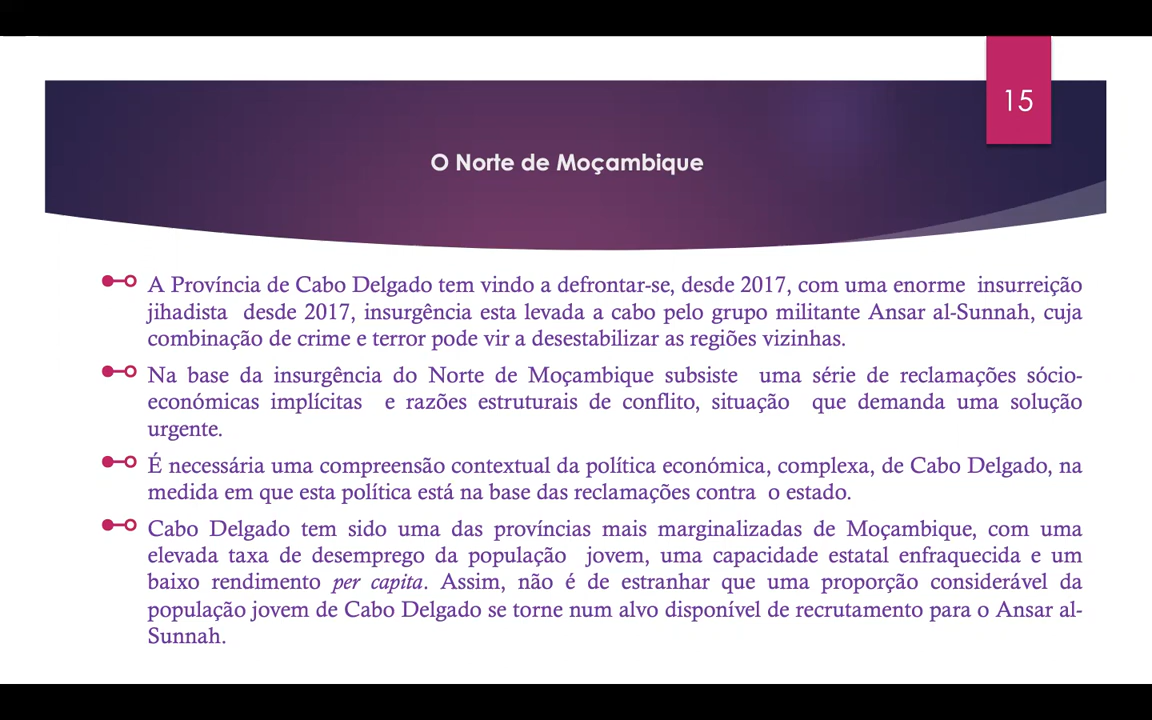 15
O Norte de Moçambique
A Província de Cabo Delgado tem vindo a defrontar-se, desde 2017, com uma enorme insurreição
jihadista desde 2017, insurgência esta levada a cabo pelo grupo militante Ansar al-Sunnah, cuja
combinação de crime e terror pode vir a desestabilizar as regiões vizinhas.
Na base da insurgência do Norte de Moçambique subsiste uma série de reclamações sócio-
económicas implícitas e razões estruturais de conflito, situação que demanda uma solução
urgente.
É necessária uma compreensão contextual da política económica, complexa, de Cabo Delgado, na
medida em que esta política está na base das reclamações contra o estado.
Cabo Delgado tem sido uma das províncias mais marginalizadas de Moçambique, com uma
elevada taxa de desemprego da população jovem, uma capacidade estatal enfraquecida e um
baixo rendimento per capita. Assim, não é de estranhar que uma proporção considerável da
população jovem de Cabo Delgado se torne num alvo disponível de recrutamento para o Ansar al-
Sunnah.